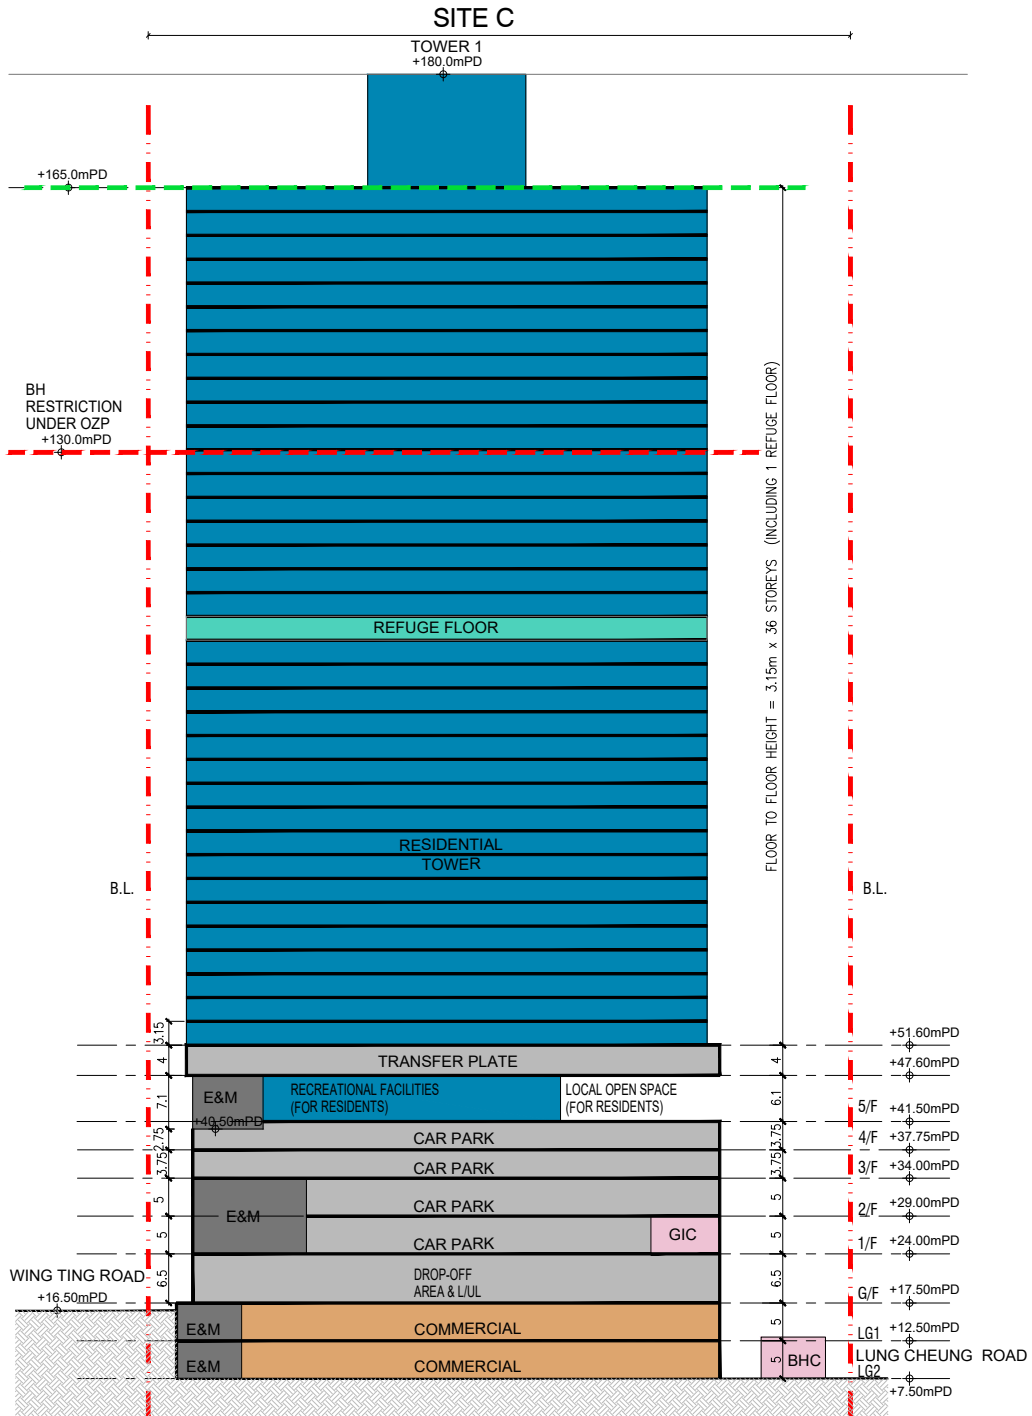 SITE C
TOWER 1
+180.0mPD
+165.0mPD
BH
RESTRICTION
UNDER OZP
+130.0mPD
FLOOR TO FLOOR HEIGHT = 3.15m x 36 STOREYS (INCLUDING 1 REFUGE FLOOR)
REFUGE FLOOR
RESIDENTIAL
TOWER
B.L.
B.L.
3.15
+51.60mPD
4
TRANSFER PLATE
4
+47.60mPD
7.1
E&M
RECREATIONAL FACILITIES
(FOR RESIDENTS)
LOCAL OPEN SPACE
(FOR RESIDENTS)
6.1
5/F
+41.50mPD
+40.50mPD
2.75
CAR PARK
3.75
4/F
+37.75mPD
3.75
CAR PARK
3.75
3/F
+34.00mPD
5
E&M
CAR PARK
5
2/F
+29.00mPD
5
CAR PARK
GIC
5
1/F
+24.00mPD
WING TING ROAD
+16.50mPD
6.5
DROP-OFF
AREA & L/UL
6.5
G/F
+17.50mPD
E&M
COMMERCIAL
5
LG1
+12.50mPD
E&M
COMMERCIAL
5
BHC
LUNG CHEUNG ROAD
LG2
+7.50mPD